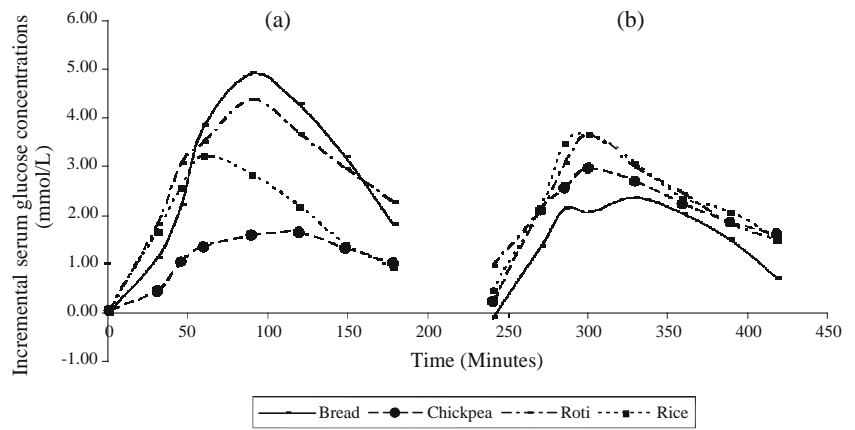 (a)
(b)
Incremental serum glucose concentrations
(mmol/L)
6.00
5.00
4.00
3.00
2.00
1.00
0.00
-1.00
0
50
100
150
200
250
300
350
400
450
Time (Minutes)
Bread
Chickpea
Roti
Rice